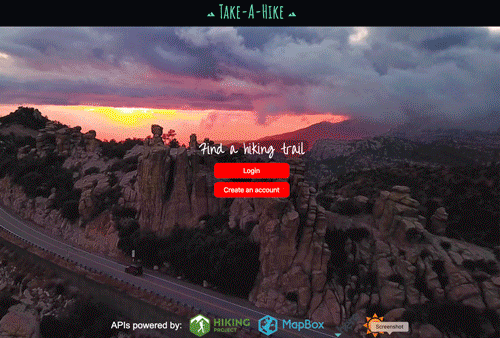 TAKE-A-HIKE
Find a hiking trail
Login
Create an account
APIs powered by: HIKING PROJECT MapBox Screenshot